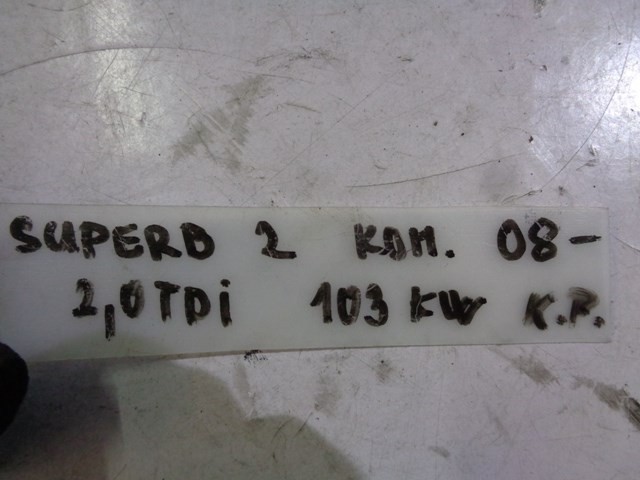 SUPERB 2 KOM. 08-
2,0TDi 103 KW K.P.